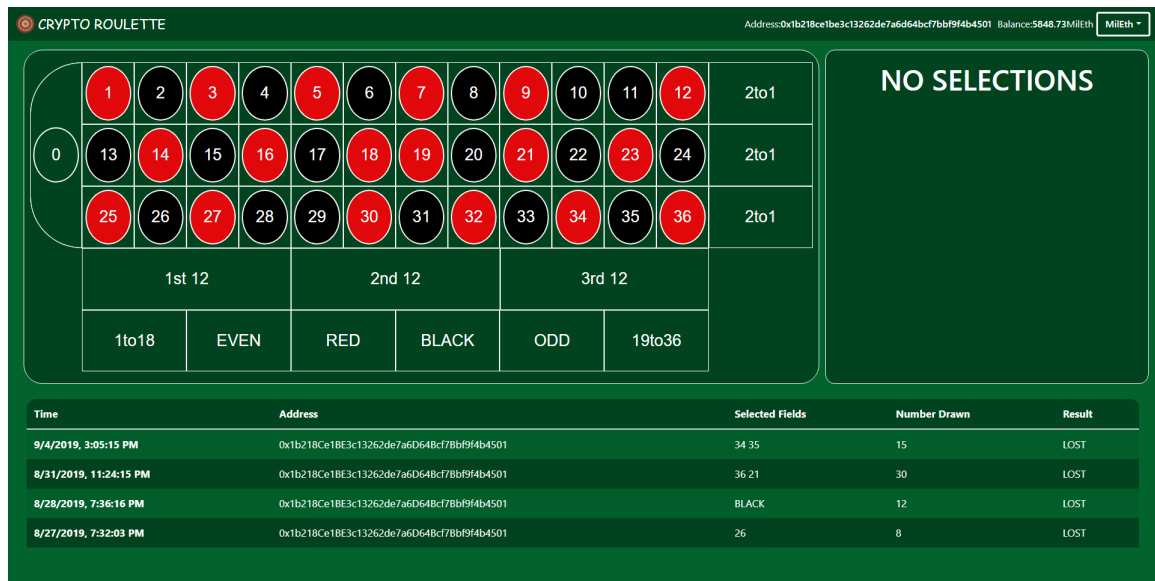 CRYPTO ROULETTE Address:0x1b218ce1be3c13262de7a6d64bcf7bbf9f4b4501 Balance:5848.73MilEth MilEth
NO SELECTIONS
1 2 3 4 5 6 7 8 9 10 11 12 2to1
0 13 14 15 16 17 18 19 20 21 22 23 24 2to1
25 26 27 28 29 30 31 32 33 34 35 36 2to1
1st 12 2nd 12 3rd 12
1to18 EVEN RED BLACK ODD 19to36
Time Address Selected Fields Number Drawn Result
9/4/2019, 3:05:15 PM 0x1b218Ce1BE3c13262de7a6D64Bcf7Bbf9f4b4501 34 35 15 LOST
8/31/2019, 11:24:15 PM 0x1b218Ce1BE3c13262de7a6D64Bcf7Bbf9f4b4501 36 21 30 LOST
8/28/2019, 7:36:16 PM 0x1b218Ce1BE3c13262de7a6D64Bcf7Bbf9f4b4501 BLACK 12 LOST
8/27/2019, 7:32:03 PM 0x1b218Ce1BE3c13262de7a6D64Bcf7Bbf9f4b4501 26 8 LOST